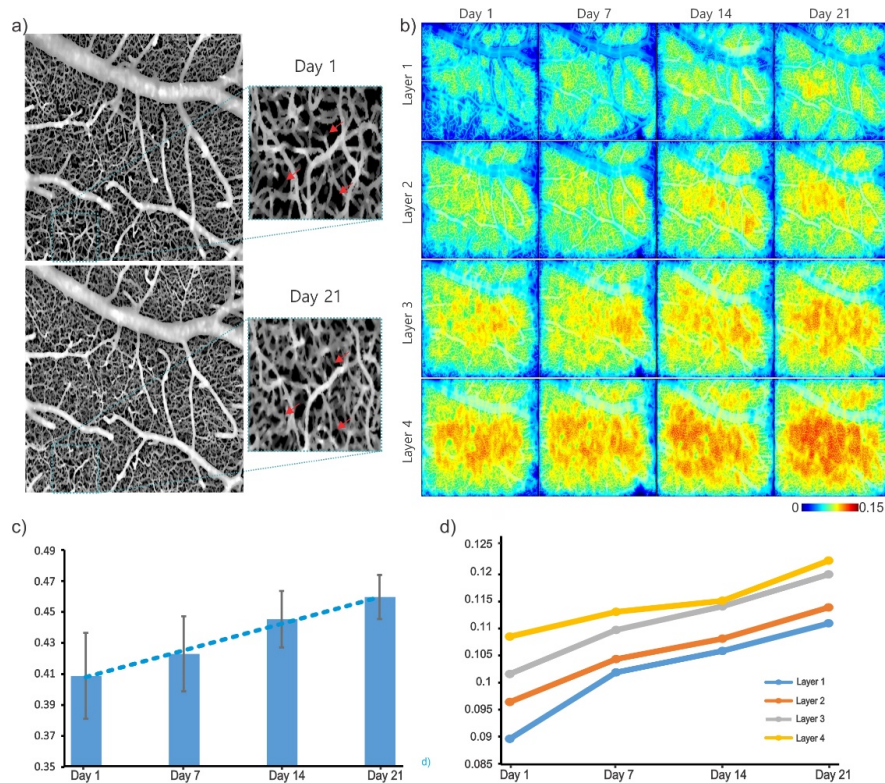 a)
Day 1
Day 21
b)
Day 1 Day 7 Day 14 Day 21
Layer 1
Layer 2
Layer 3
Layer 4
0 0.15
c)
0.49
0.47
0.45
0.43
0.41
0.39
0.37
0.35
Day 1 Day 7 Day 14 Day 21
d)
d)
0.125
0.12
0.115
0.11
0.105
0.1
0.095
0.09
0.085
Layer 1
Layer 2
Layer 3
Layer 4
Day 1 Day 7 Day 14 Day 21